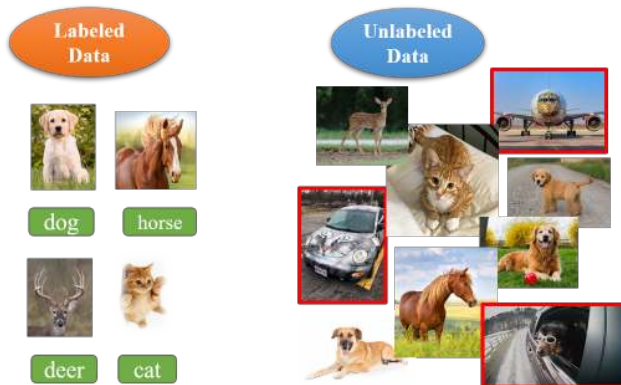 Labeled
Data
Unlabeled
Data
dog
horse
deer
cat